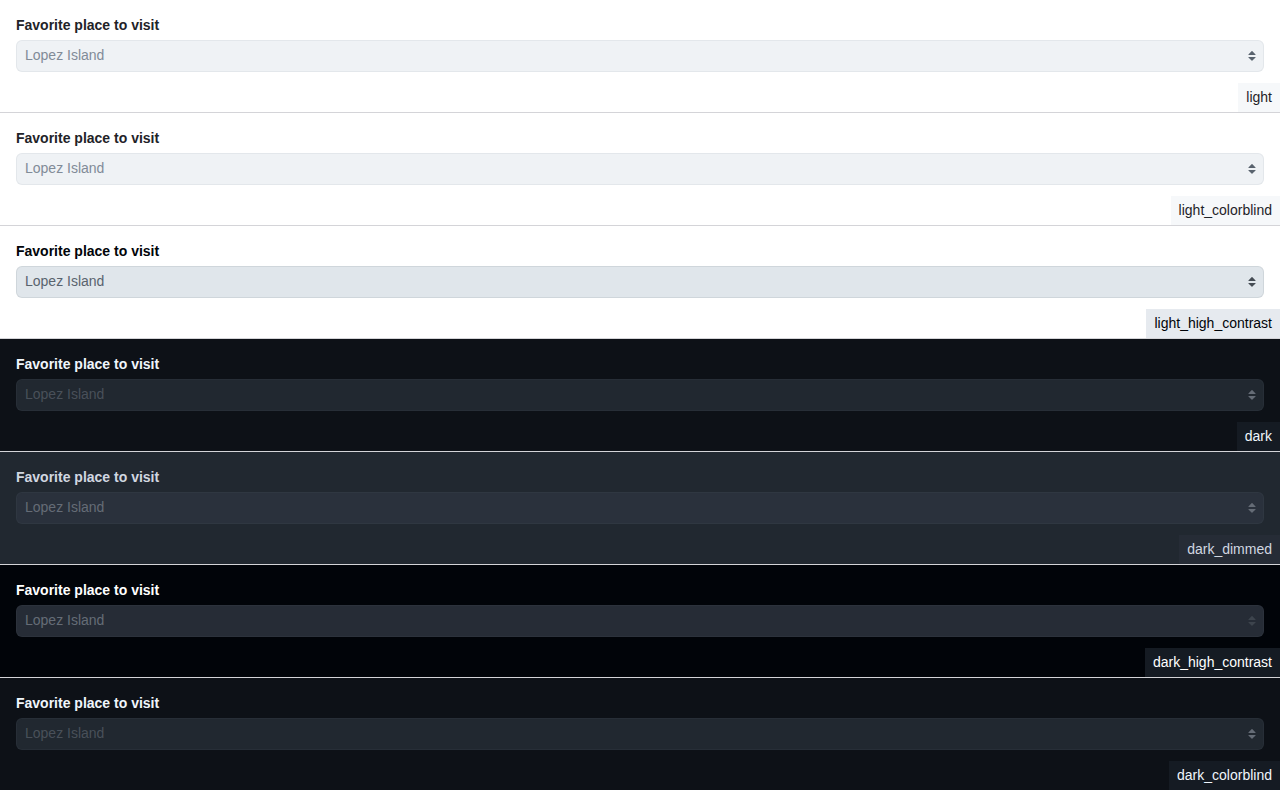 Favorite place to visit
Lopez Island
light
Favorite place to visit
Lopez Island
light_colorblind
Favorite place to visit
Lopez Island
light_high_contrast
Favorite place to visit
Lopez Island
dark
Favorite place to visit
Lopez Island
dark_dimmed
Favorite place to visit
Lopez Island
dark_high_contrast
Favorite place to visit
Lopez Island
dark_colorblind